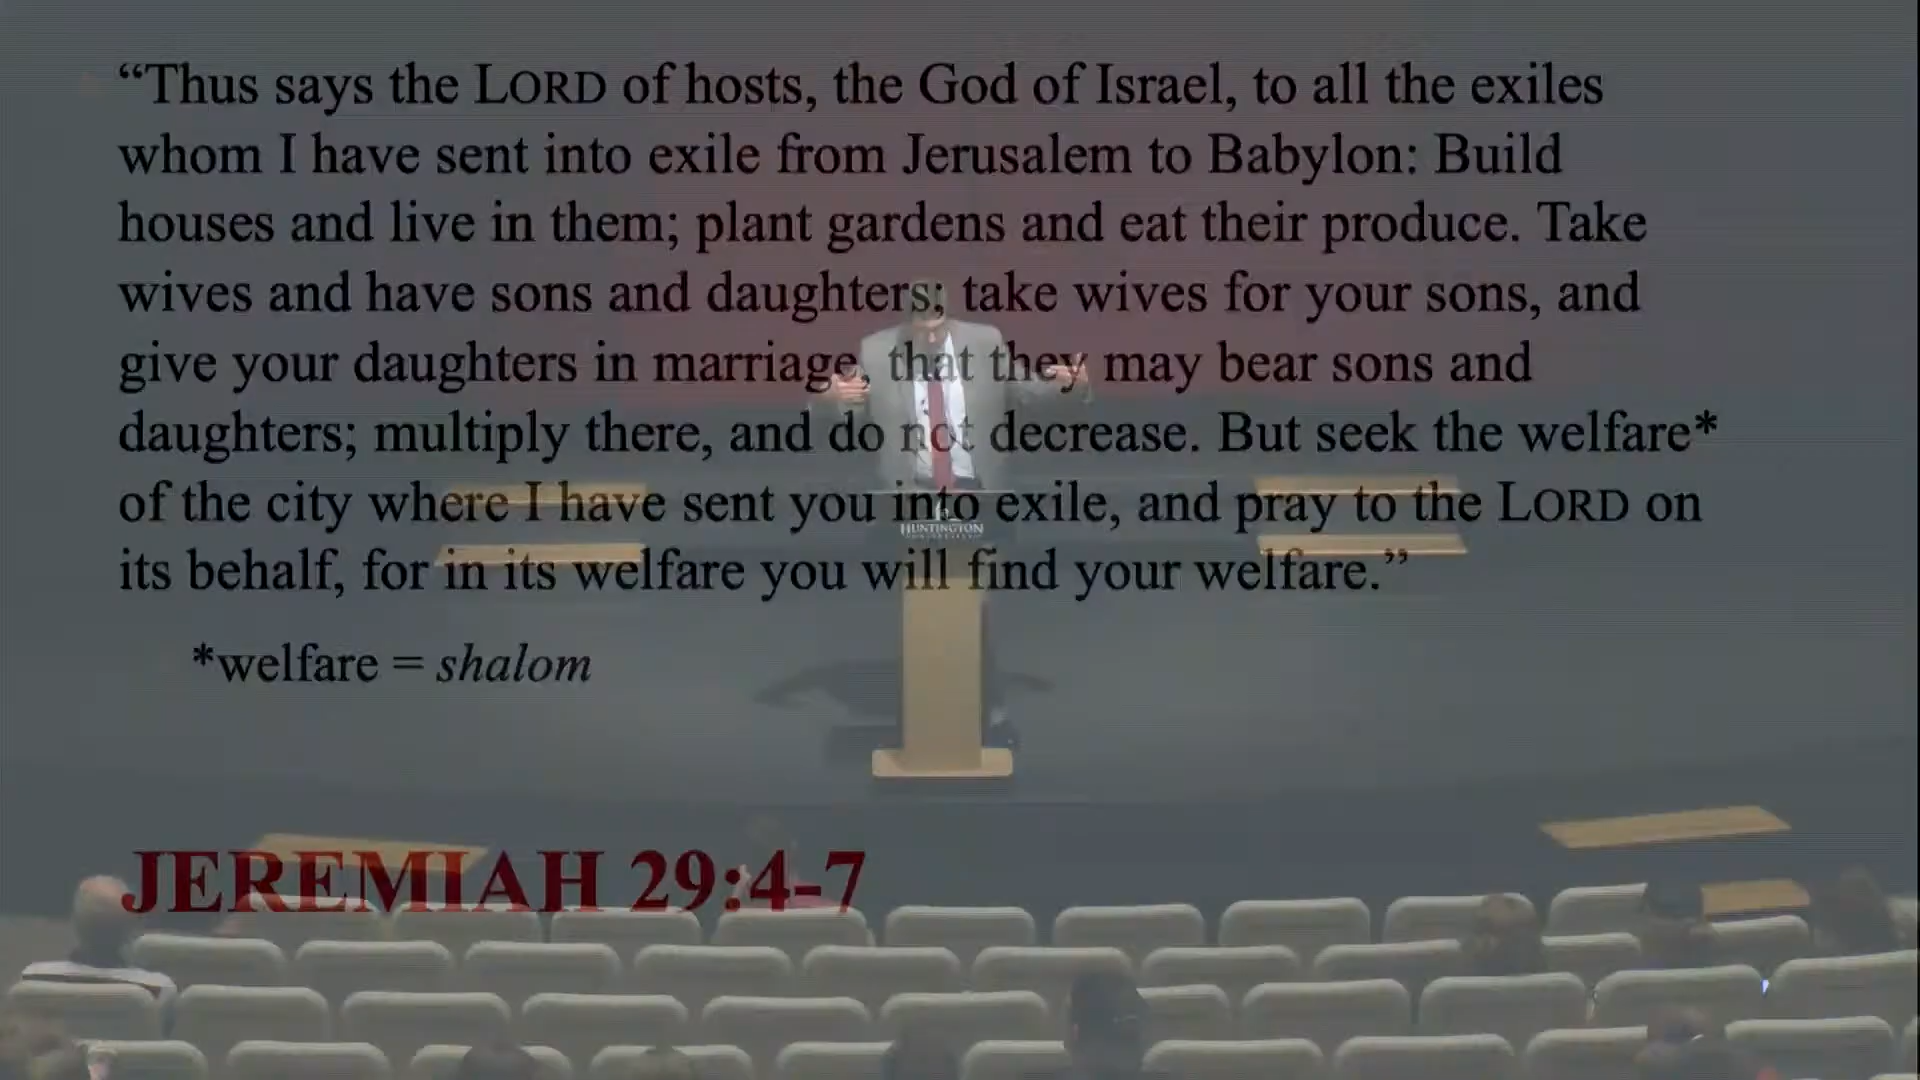 “Thus says the LORD of hosts, the God of Israel, to all the exiles
whom I have sent into exile from Jerusalem to Babylon: Build
houses and live in them; plant gardens and eat their produce. Take
wives and have sons and daughters; take wives for your sons, and
give your daughters in marriage, that they may bear sons and
daughters; multiply there, and do not decrease. But seek the welfare*
of the city where I have sent you into exile, and pray to the LORD on
its behalf, for in its welfare you will find your welfare.”
*welfare = shalom
HUNTINGTON
JEREMIAH 29:4-7